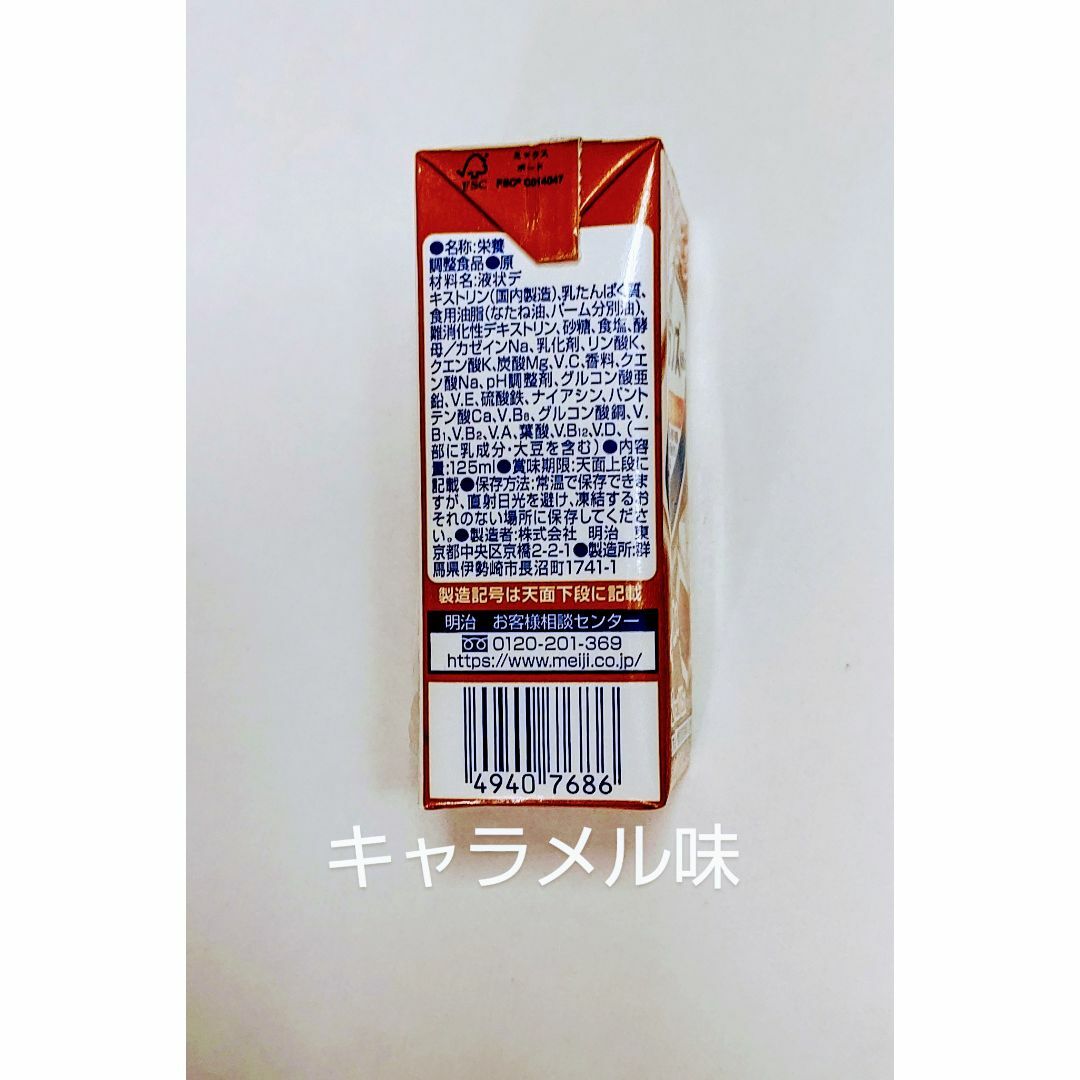 FSC
ミックス
ボード
FSC® C014047
●名称:栄養
調整食品●原
材料名:液状デ
キストリン(国内製造)、乳たんぱく質、
食用油脂(なたね油、パーム分別油)、
難消化性デキストリン、砂糖、食塩、酵
母/カゼインNa、乳化剤、リン酸K、
クエン酸K、炭酸Mg、V.C、香料、クエ
ン酸Na、pH調整剤、グルコン酸亜
鉛、V.E、硫酸鉄、ナイアシン、パント
テン酸Ca、V.B₆、グルコン酸銅、V.
B₁、V.B₂、V.A、葉酸、V.B₁₂、V.D、(一
部に乳成分・大豆を含む)●内容
量:125ml●賞味期限:天面上段に
記載●保存方法:常温で保存できま
すが、直射日光を避け、凍結するお
それのない場所に保存してくださ
い。●製造者:株式会社 明治 東
京都中央区京橋2-2-1●製造所:群
馬県伊勢崎市長沼町1741-1
製造記号は天面下段に記載
明治 お客様相談センター
0120-201-369
https://www.meiji.co.jp/
4940 7686
キャラメル味